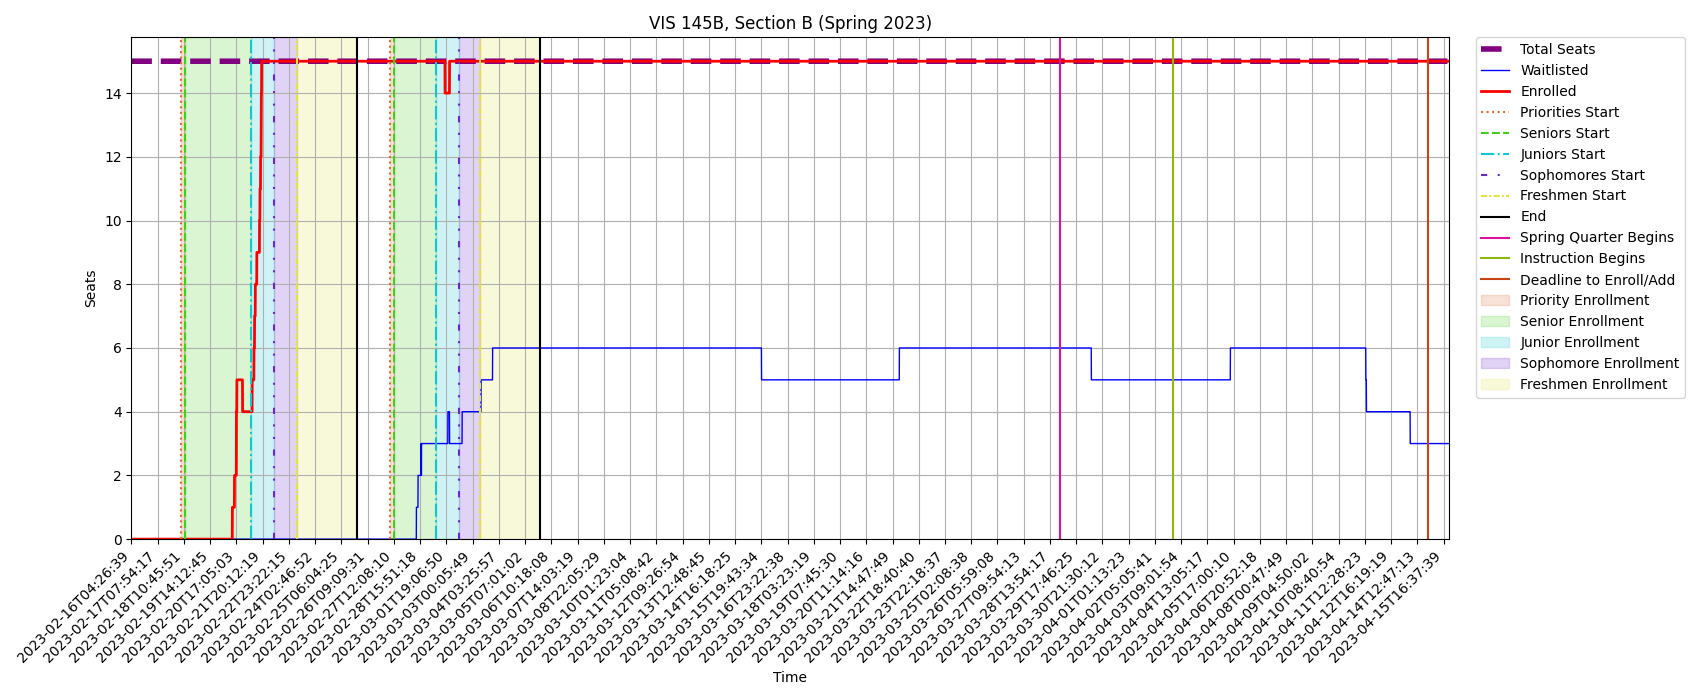 VIS 145B, Section B (Spring 2023)
Seats
0
2
4
6
8
10
12
14
2023-02-16T04:26:39
2023-02-17T07:54:17
2023-02-18T10:45:51
2023-02-19T14:12:45
2023-02-20T17:05:03
2023-02-21T20:12:19
2023-02-22T23:22:15
2023-02-24T02:46:52
2023-02-25T06:04:25
2023-02-26T09:09:31
2023-02-27T12:08:10
2023-02-28T15:51:18
2023-03-01T19:06:50
2023-03-03T00:05:49
2023-03-04T03:25:57
2023-03-05T07:01:02
2023-03-06T10:18:08
2023-03-07T14:03:19
2023-03-08T22:05:29
2023-03-10T01:23:04
2023-03-11T05:08:42
2023-03-12T09:26:54
2023-03-13T12:48:45
2023-03-14T16:18:25
2023-03-15T19:43:34
2023-03-16T23:22:38
2023-03-18T03:23:19
2023-03-19T07:45:30
2023-03-20T11:14:16
2023-03-21T14:47:49
2023-03-22T18:40:40
2023-03-23T22:18:37
2023-03-25T02:08:38
2023-03-26T05:59:08
2023-03-27T09:54:13
2023-03-28T13:54:17
2023-03-29T17:46:25
2023-03-30T21:30:12
2023-04-01T01:13:23
2023-04-02T05:05:41
2023-04-03T09:01:54
2023-04-04T13:05:17
2023-04-05T17:00:10
2023-04-06T20:52:18
2023-04-08T00:47:49
2023-04-09T04:50:02
2023-04-10T08:40:54
2023-04-11T12:28:23
2023-04-12T16:19:19
2023-04-14T12:47:13
2023-04-15T16:37:39
Time
Total Seats
Waitlisted
Enrolled
Priorities Start
Seniors Start
Juniors Start
Sophomores Start
Freshmen Start
End
Spring Quarter Begins
Instruction Begins
Deadline to Enroll/Add
Priority Enrollment
Senior Enrollment
Junior Enrollment
Sophomore Enrollment
Freshmen Enrollment